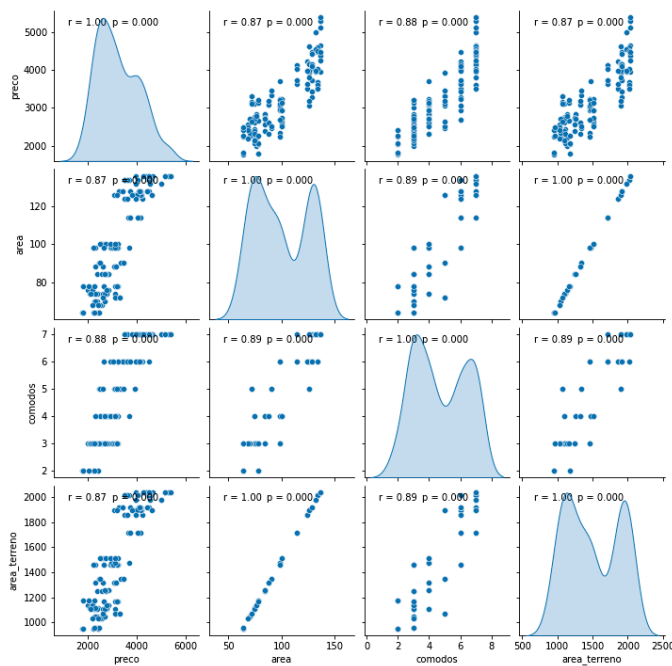 r = 1.00 p = 0.000 r = 0.87 p = 0.000 r = 0.88 p = 0.000 r = 0.87 p = 0.000
5000
4000
3000
2000
preco
r = 0.87 p = 0.000 r = 1.00 p = 0.000 r = 0.89 p = 0.000 r = 1.00 p = 0.000
120
100
80
area
r = 0.88 p = 0.000 r = 0.89 p = 0.000 r = 1.00 p = 0.000 r = 0.89 p = 0.000
7
6
5
4
3
2
comodos
r = 0.87 p = 0.000 r = 1.00 p = 0.000 r = 0.89 p = 0.000 r = 1.00 p = 0.000
2000
1800
1600
1400
1200
1000
area_terreno
2000 4000 6000 50 100 150 2 4 6 8 500 1000 1500 2000
preco area comodos area_terreno